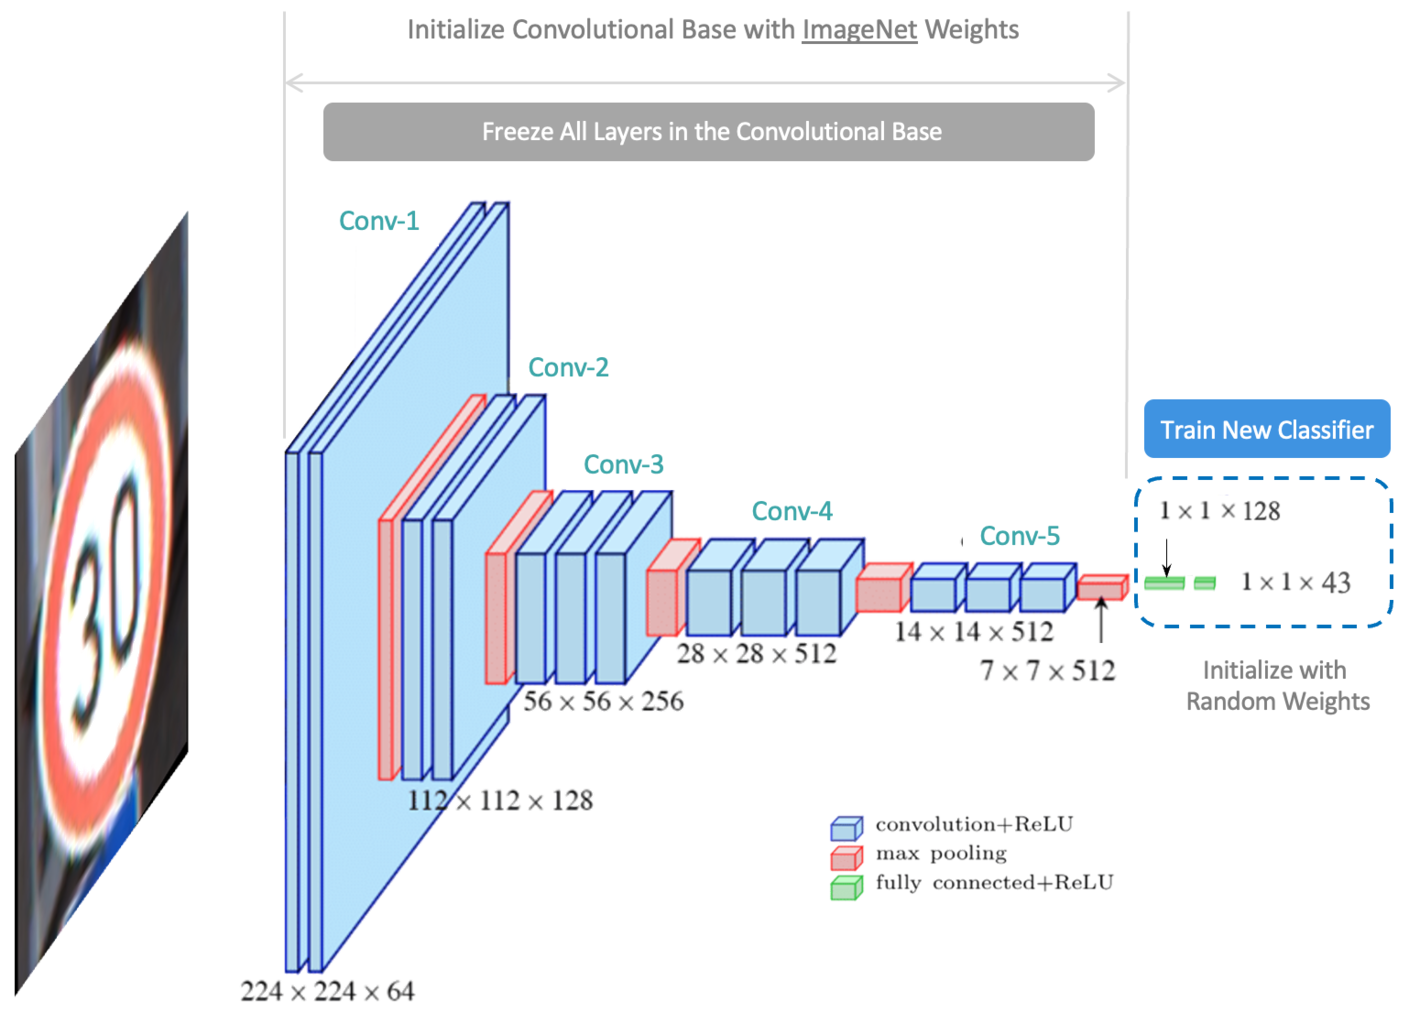 Initialize Convolutional Base with ImageNet Weights
Freeze All Layers in the Convolutional Base
Conv-1
Conv-2
Conv-3
Conv-4
Conv-5
Train New Classifier
1 × 1 × 128
1 × 1 × 43
30
14 × 14 × 512
28 × 28 × 512
7 × 7 × 512
Initialize with
Random Weights
56 × 56 × 256
112 × 112 × 128
convolution+ReLU
max pooling
fully connected+ReLU
224 × 224 × 64